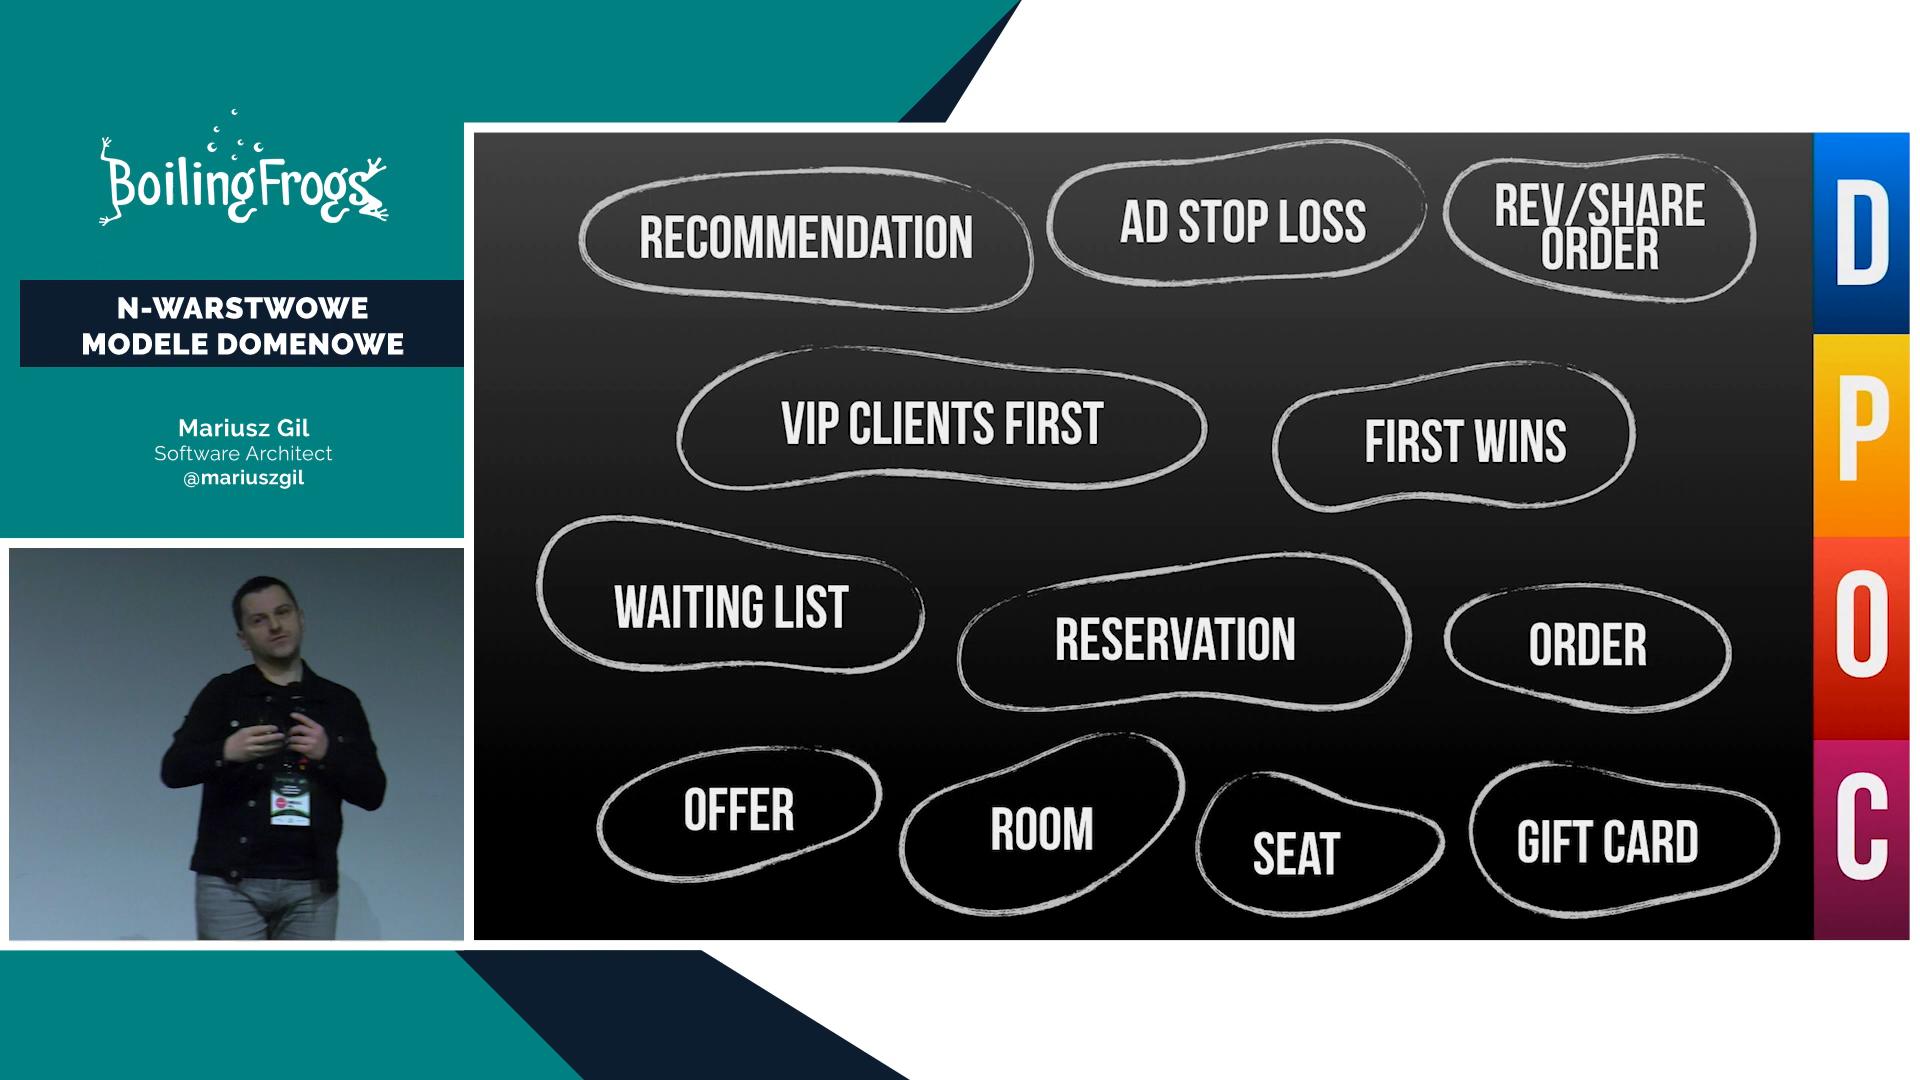 BoilingFrogs
N-WARSTWOWE
MODELE DOMENOWE
Mariusz Gil
Software Architect
@mariuszgil
RECOMMENDATION
AD STOP LOSS
REV/SHARE
ORDER
D
VIP CLIENTS FIRST
FIRST WINS
P
WAITING LIST
RESERVATION
ORDER
O
OFFER
ROOM
SEAT
GIFT CARD
C